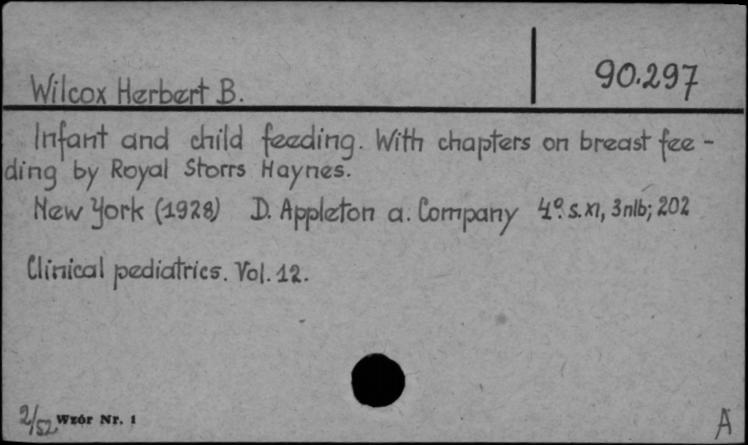 90.297
Wilcox Herbert B.
Infant and child feeding. With chapters on breast fee-
ding by Royal Storrs Haynes.
New York (1928) D. Appleton a. Company 4º. s. XI, 3nlb; 202
Clinical pediatrics. Vol. 12.
2/52 Wzór Nr. 1
A